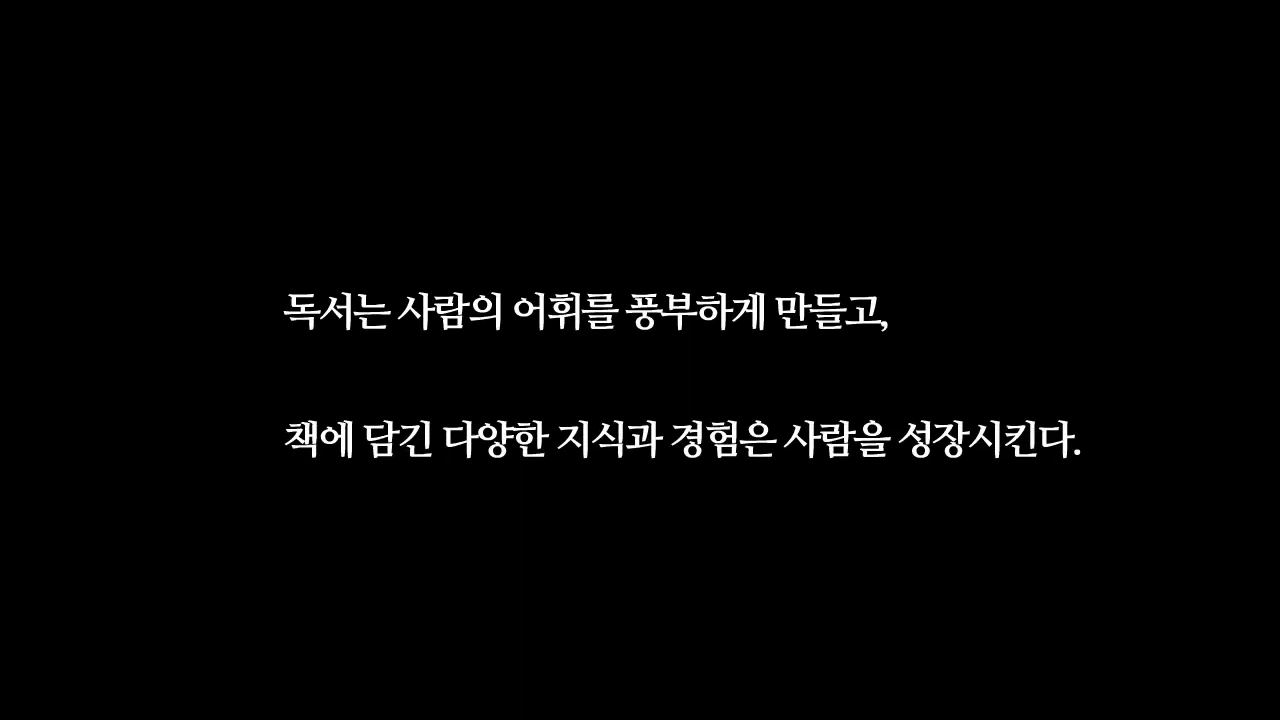 독서는 사람의 어휘를 풍부하게 만들고,
책에 담긴 다양한 지식과 경험은 사람을 성장시킨다.